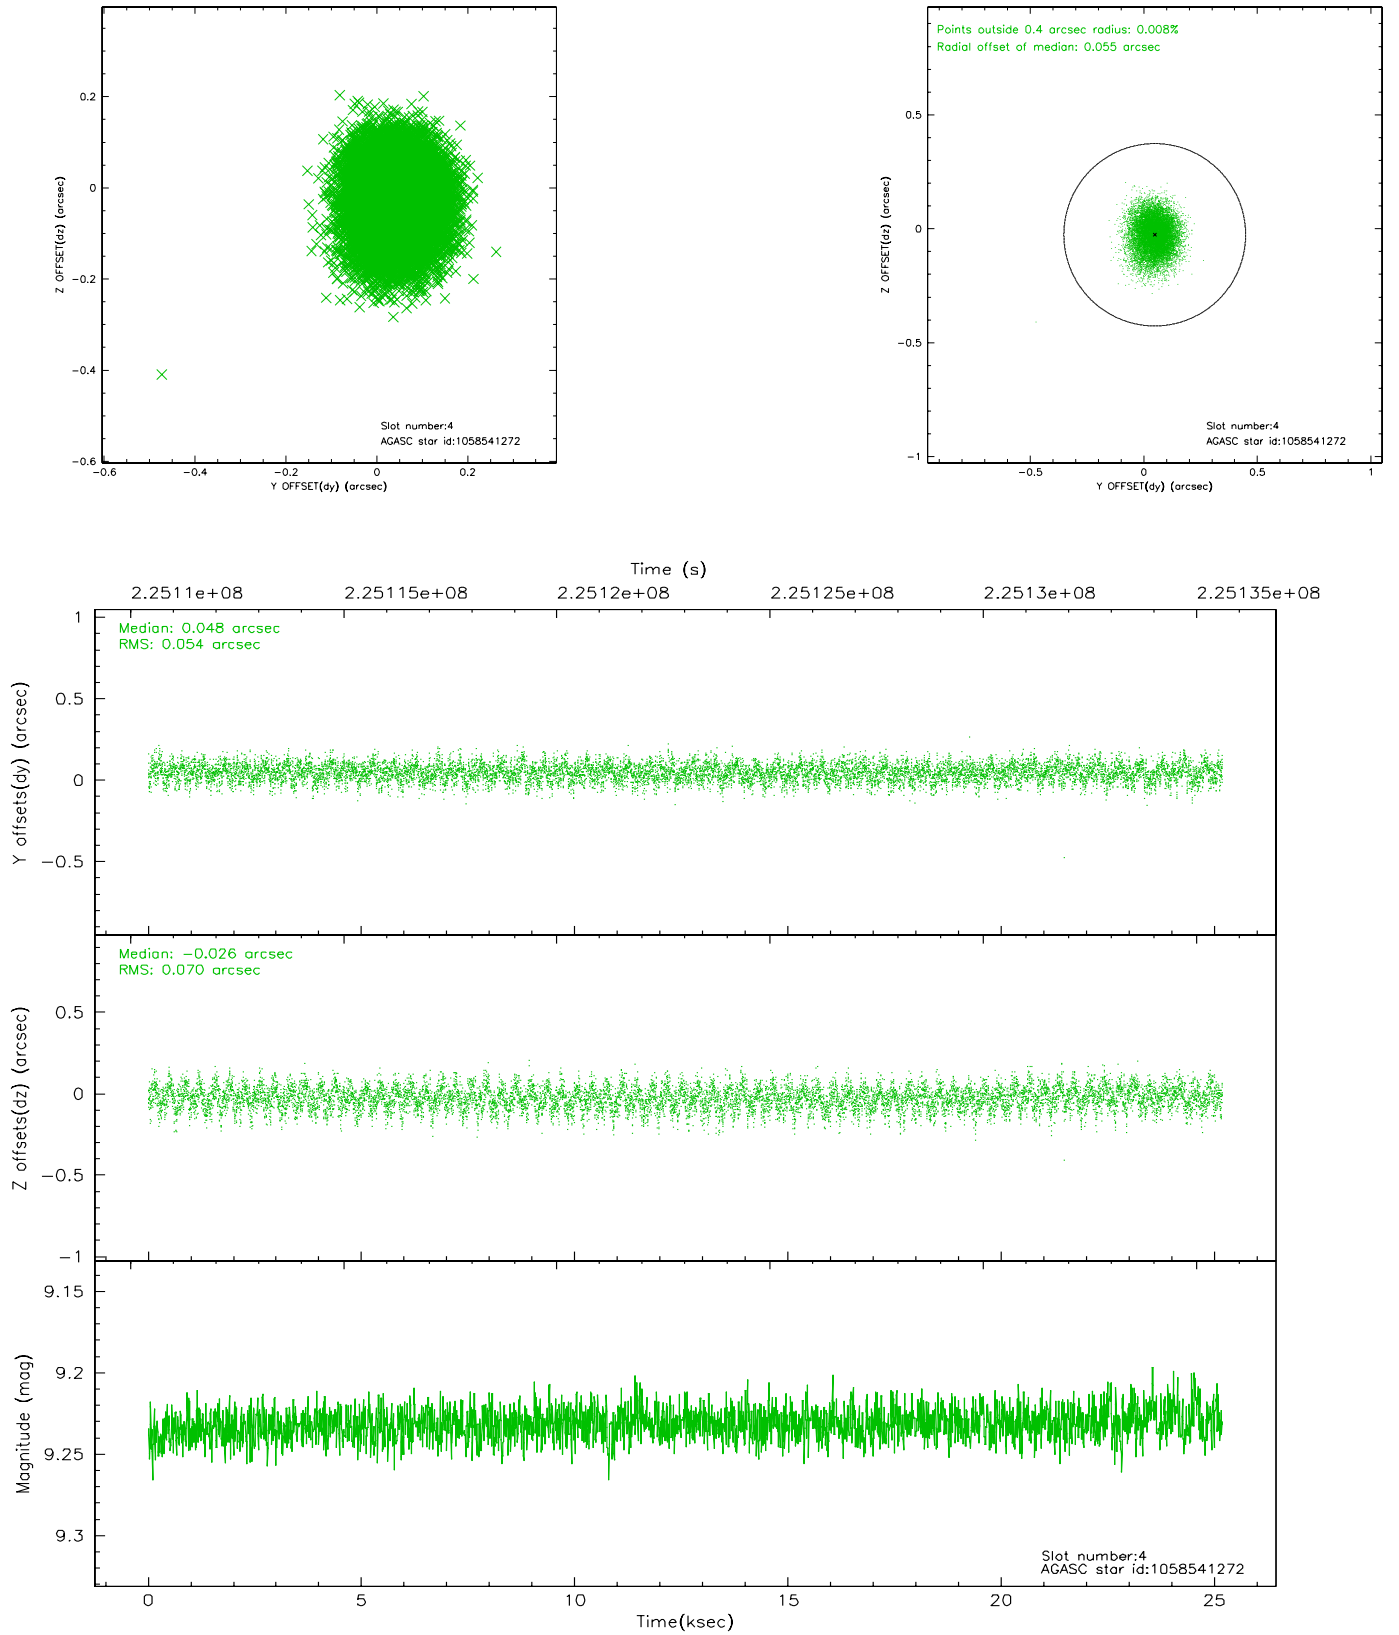 0.2
0
−0.2
−0.4
−0.6
Z OFFSET(dz) (arcsec)
Slot number:4
AGASC star id:1058541272
−0.6
−0.4
−0.2
0
0.2
Y OFFSET(dy) (arcsec)
Points outside 0.4 arcsec radius: 0.008%
Radial offset of median: 0.055 arcsec
0.5
0
−0.5
−1
Z OFFSET(dz) (arcsec)
Slot number:4
AGASC star id:1058541272
−0.5
0
0.5
1
Y OFFSET(dy) (arcsec)
Time (s)
2.2511e+08
2.25115e+08
2.2512e+08
2.25125e+08
2.2513e+08
2.25135e+08
Median: 0.048 arcsec
RMS: 0.054 arcsec
1
0.5
0
−0.5
Y offsets(dy) (arcsec)
Median: −0.026 arcsec
RMS: 0.070 arcsec
0.5
0
−0.5
−1
Z offsets(dz) (arcsec)
9.15
9.2
9.25
9.3
Magnitude (mag)
Slot number:4
AGASC star id:1058541272
0
5
10
15
20
25
Time(ksec)